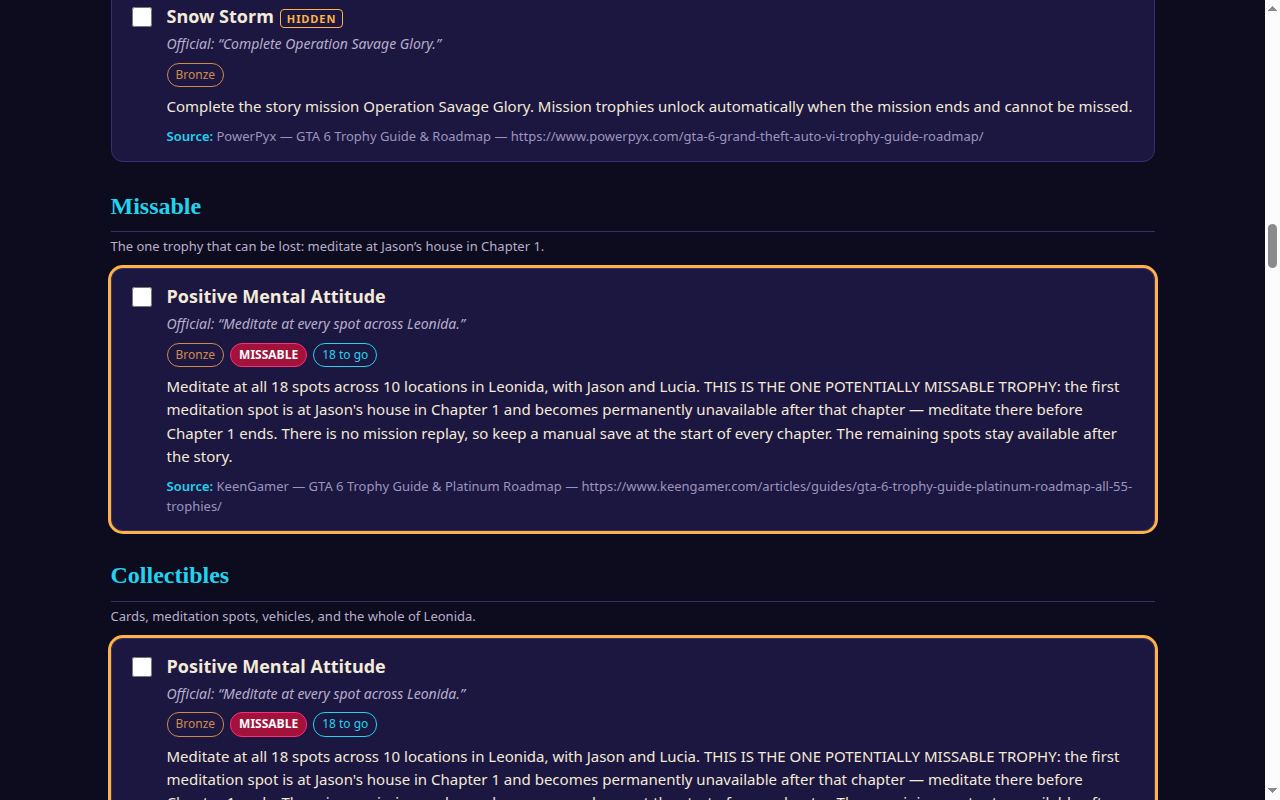 Snow Storm HIDDEN
Official: “Complete Operation Savage Glory.”
Bronze
Complete the story mission Operation Savage Glory. Mission trophies unlock automatically when the mission ends and cannot be missed.
Source: PowerPyx — GTA 6 Trophy Guide & Roadmap — https://www.powerpyx.com/gta-6-grand-theft-auto-vi-trophy-guide-roadmap/
Missable
The one trophy that can be lost: meditate at Jason’s house in Chapter 1.
Positive Mental Attitude
Official: “Meditate at every spot across Leonida.”
Bronze MISSABLE 18 to go
Meditate at all 18 spots across 10 locations in Leonida, with Jason and Lucia. THIS IS THE ONE POTENTIALLY MISSABLE TROPHY: the first
meditation spot is at Jason's house in Chapter 1 and becomes permanently unavailable after that chapter — meditate there before
Chapter 1 ends. There is no mission replay, so keep a manual save at the start of every chapter. The remaining spots stay available after
the story.
Source: KeenGamer — GTA 6 Trophy Guide & Platinum Roadmap — https://www.keengamer.com/articles/guides/gta-6-trophy-guide-platinum-roadmap-all-55-
trophies/
Collectibles
Cards, meditation spots, vehicles, and the whole of Leonida.
Positive Mental Attitude
Official: “Meditate at every spot across Leonida.”
Bronze MISSABLE 18 to go
Meditate at all 18 spots across 10 locations in Leonida, with Jason and Lucia. THIS IS THE ONE POTENTIALLY MISSABLE TROPHY: the first
meditation spot is at Jason's house in Chapter 1 and becomes permanently unavailable after that chapter — meditate there before